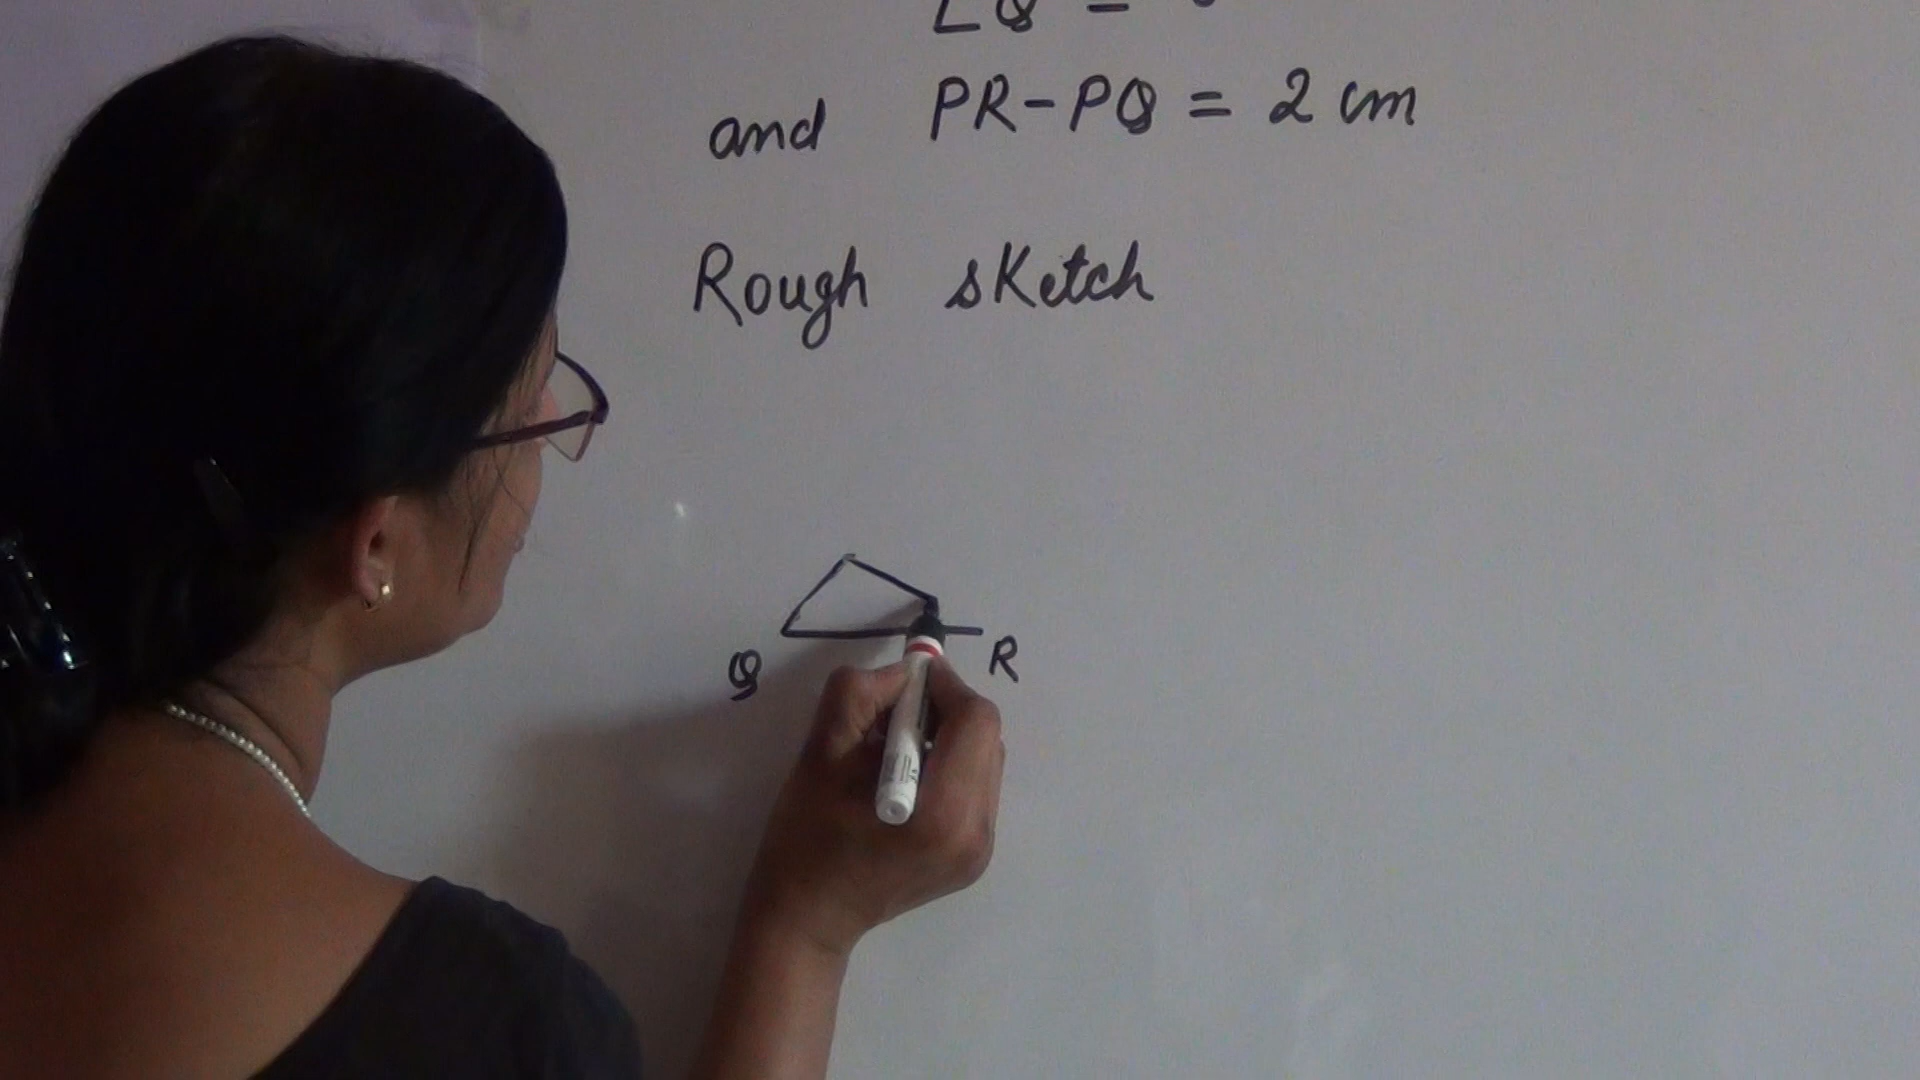 ∠Q =
and PR-PQ = 2 cm
Rough sketch
Q R